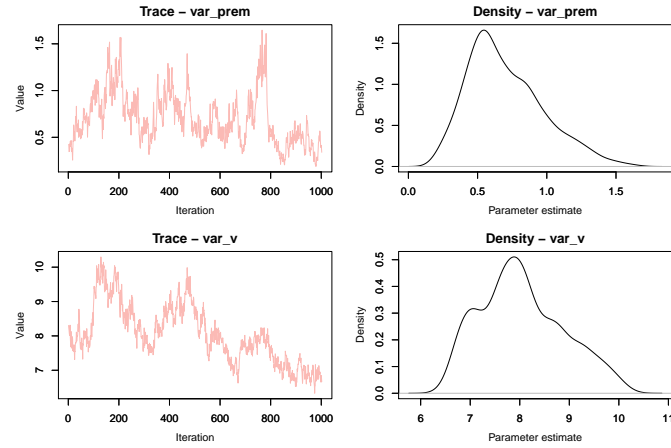 Trace − var_prem
Value
0.5
1.0
1.5
0 200 400 600 800 1000
Iteration
Density − var_prem
Density
0.0
0.5
1.0
1.5
0.0 0.5 1.0 1.5
Parameter estimate
Trace − var_v
Value
7
8
9
10
0 200 400 600 800 1000
Iteration
Density − var_v
Density
0.0
0.1
0.2
0.3
0.4
0.5
6 7 8 9 10 11
Parameter estimate